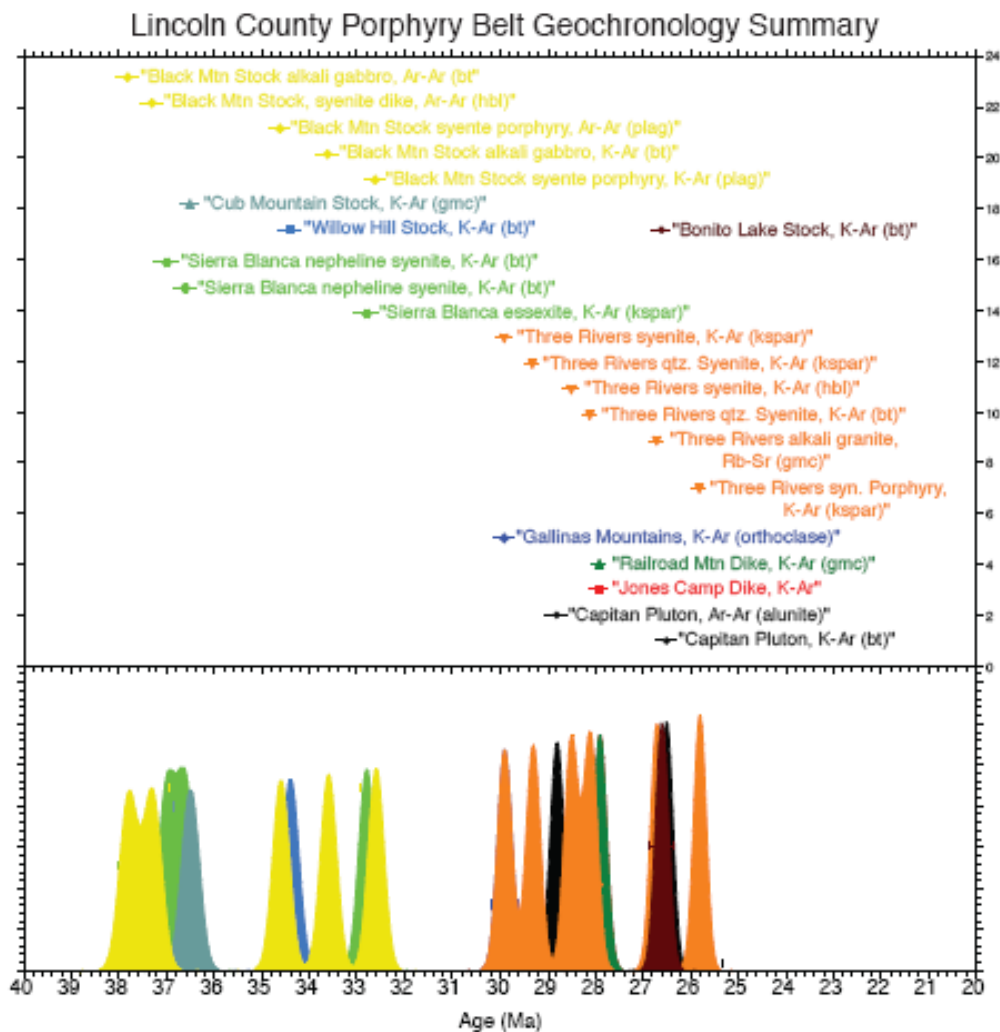 Lincoln County Porphyry Belt Geochronology Summary
24
"Black Mtn Stock alkali gabbro, Ar-Ar (bt"
"Black Mtn Stock, syenite dike, Ar-Ar (hbl)"
22
"Black Mtn Stock syente porphyry, Ar-Ar (plag)"
"Black Mtn Stock alkali gabbro, K-Ar (bt)"
20
"Black Mtn Stock syente porphyry, K-Ar (plag)"
"Cub Mountain Stock, K-Ar (gmc)"
18
"Willow Hill Stock, K-Ar (bt)"
"Bonito Lake Stock, K-Ar (bt)"
"Sierra Blanca nepheline syenite, K-Ar (bt)"
16
"Sierra Blanca nepheline syenite, K-Ar (bt)"
"Sierra Blanca essexite, K-Ar (kspar)"
14
"Three Rivers syenite, K-Ar (kspar)"
"Three Rivers qtz. Syenite, K-Ar (kspar)"
12
"Three Rivers syenite, K-Ar (hbl)"
"Three Rivers qtz. Syenite, K-Ar (bt)"
10
"Three Rivers alkali granite,
Rb-Sr (gmc)"
8
"Three Rivers syn. Porphyry,
K-Ar (kspar)"
6
"Gallinas Mountains, K-Ar (orthoclase)"
"Railroad Mtn Dike, K-Ar (gmc)"
4
"Jones Camp Dike, K-Ar"
"Capitan Pluton, Ar-Ar (alunite)"
2
"Capitan Pluton, K-Ar (bt)"
0
40 39 38 37 36 35 34 33 32 31 30 29 28 27 26 25 24 23 22 21 20
Age (Ma)